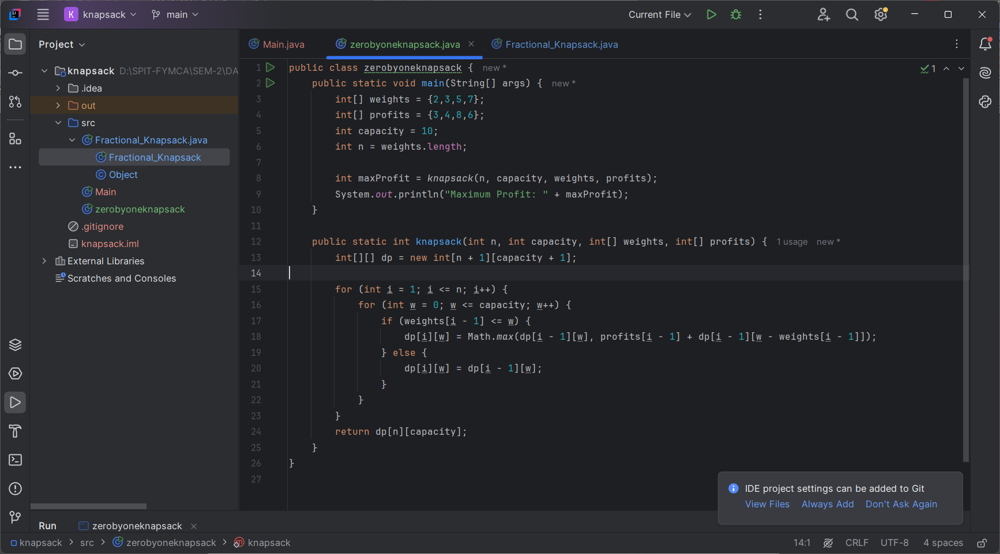 K knapsack main Current File
Project
Main.java zerobyoneknapsack.java Fractional_Knapsack.java
knapsack D:\SPIT-FYMCA\SEM-2\DA
.idea
out
src
Fractional_Knapsack.java
Fractional_Knapsack
Object
Main
zerobyoneknapsack
.gitignore
knapsack.iml
External Libraries
Scratches and Consoles
1 public class zerobyoneknapsack { new * 1
2 public static void main(String[] args) { new *
3 int[] weights = {2,3,5,7};
4 int[] profits = {3,4,8,6};
5 int capacity = 10;
6 int n = weights.length;
7
8 int maxProfit = knapsack(n, capacity, weights, profits);
9 System.out.println("Maximum Profit: " + maxProfit);
10 }
11
12 public static int knapsack(int n, int capacity, int[] weights, int[] profits) { 1 usage new *
13 int[][] dp = new int[n + 1][capacity + 1];
14
15 for (int i = 1; i <= n; i++) {
16 for (int w = 0; w <= capacity; w++) {
17 if (weights[i - 1] <= w) {
18 dp[i][w] = Math.max(dp[i - 1][w], profits[i - 1] + dp[i - 1][w - weights[i - 1]]);
19 } else {
20 dp[i][w] = dp[i - 1][w];
21 }
22 }
23 }
24 return dp[n][capacity];
25 }
26 }
27
IDE project settings can be added to Git
View Files Always Add Don't Ask Again
Run zerobyoneknapsack
knapsack > src > zerobyoneknapsack > knapsack 14:1 CRLF UTF-8 4 spaces